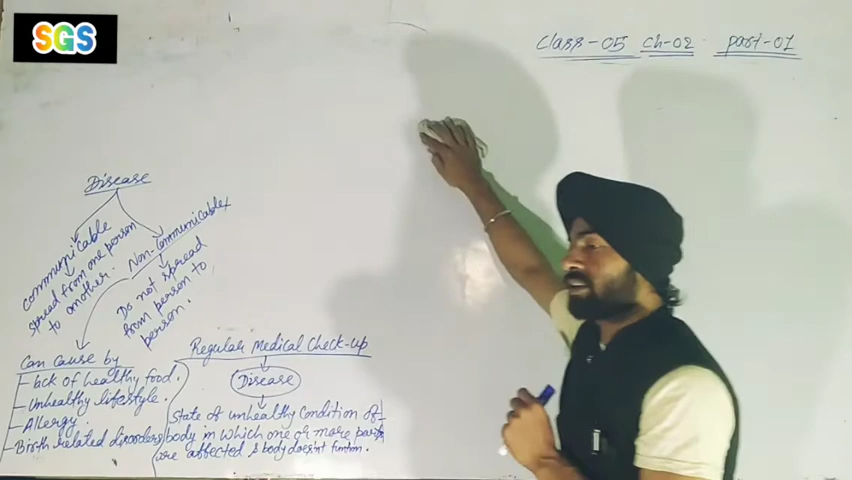 SGS
Class-05 Ch-02 part-01
Disease
communicable
spread from one person
to another.
Non-Communicable
Do not spread
from person to
person.
Can cause by
lack of healthy food.
Unhealthy lifestyle.
Allergy.
Birth related disorders
Regular Medical Check-up
Disease
State of unhealthy Condition of
body in which one or more parts
are affected & body doesn't funtion.